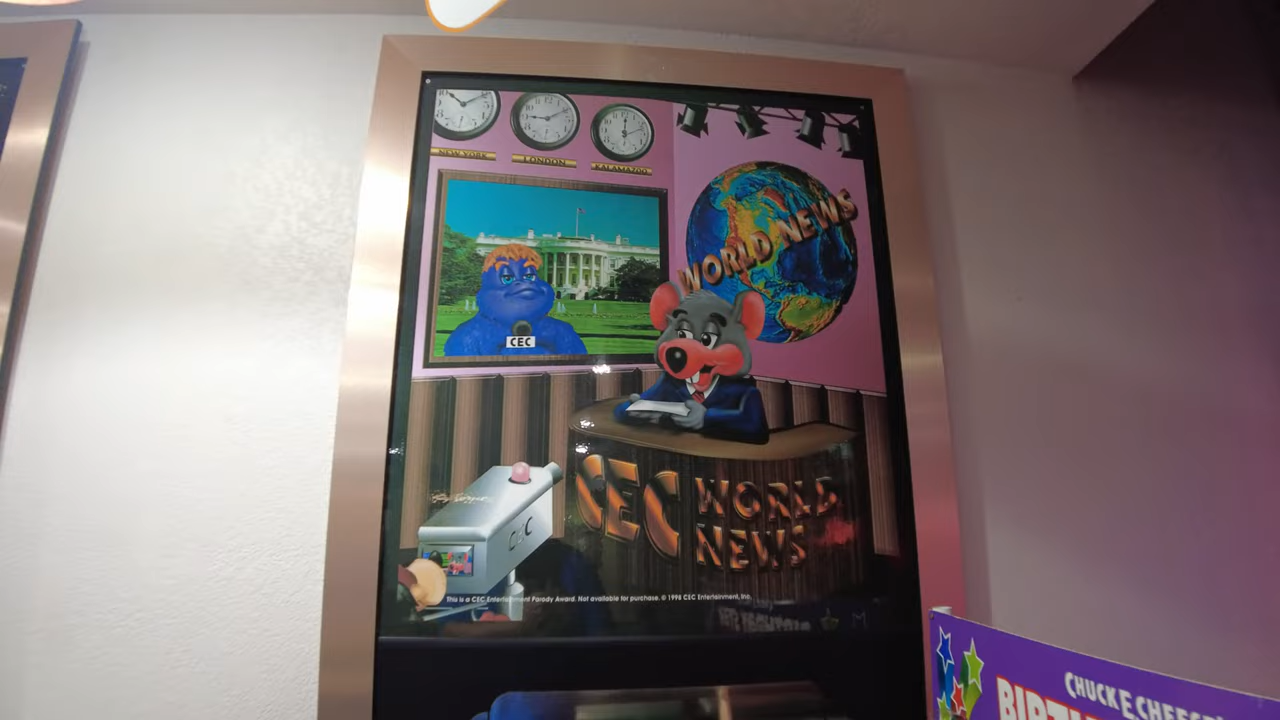 NEW YORK
LONDON
KALAMAZOO
WORLD NEWS
CEC
CEC
WORLD
NEWS
CEC
This is a CEC Entertainment Parody Award. Not available for purchase. © 1998 CEC Entertainment, Inc.
CHUCK E. CHEESE